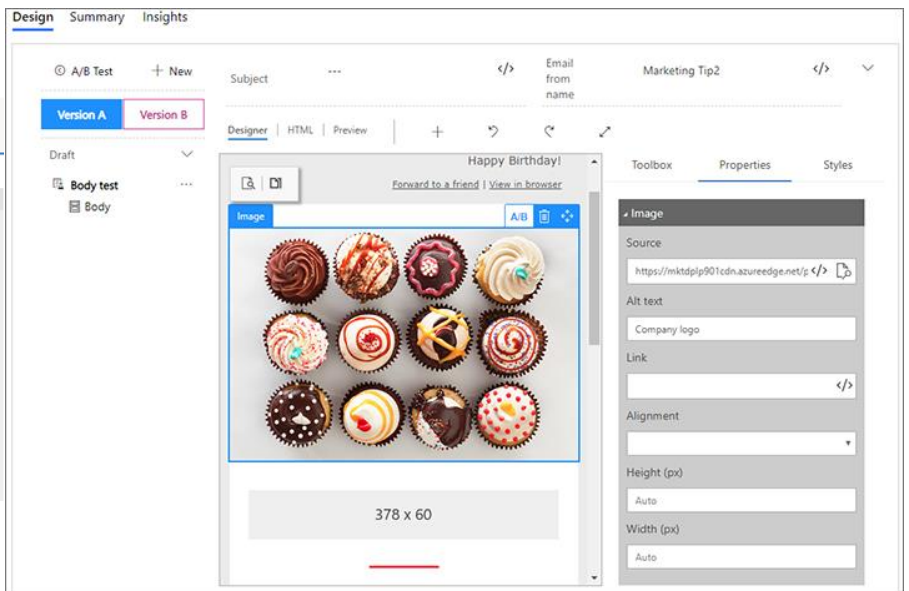 Design Summary Insights
A/B Test + New
Version A Version B
Draft
Body test ...
Body
Subject --- </>
Email from name Marketing Tip2 </>
Designer | HTML | Preview
Happy Birthday!
Forward to a friend | View in browser
Image A/B
378 x 60
Toolbox Properties Styles
Image
Source
https://mktdplp901cdn.azureedge.net/p </>
Alt text
Company logo
Link
</>
Alignment
Height (px)
Auto
Width (px)
Auto